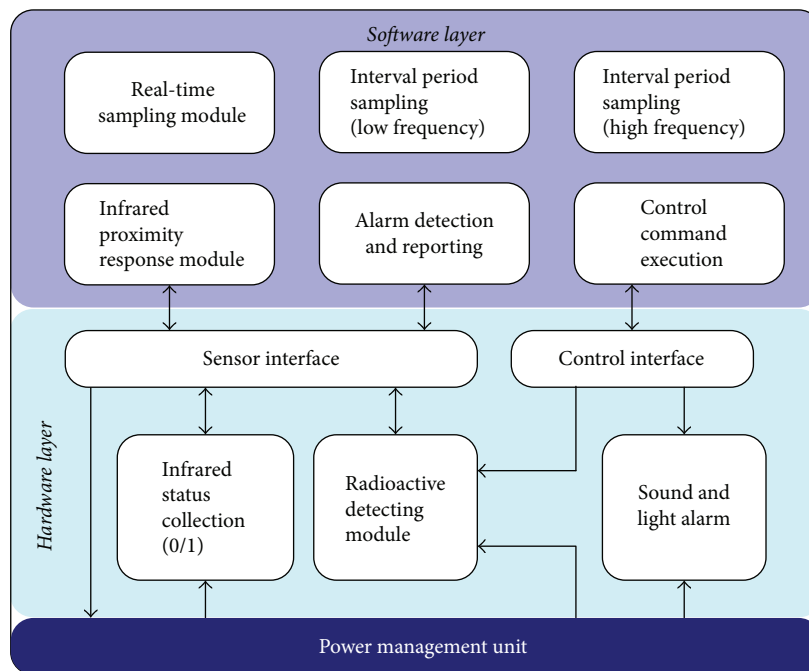 Software layer
Real-time
sampling module
Interval period
sampling
(low frequency)
Interval period
sampling
(high frequency)
Infrared
proximity
response module
Alarm detection
and reporting
Control
command
execution
Hardware layer
Sensor interface
Control interface
Infrared
status
collection
(0/1)
Radioactive
detecting
module
Sound and
light alarm
Power management unit